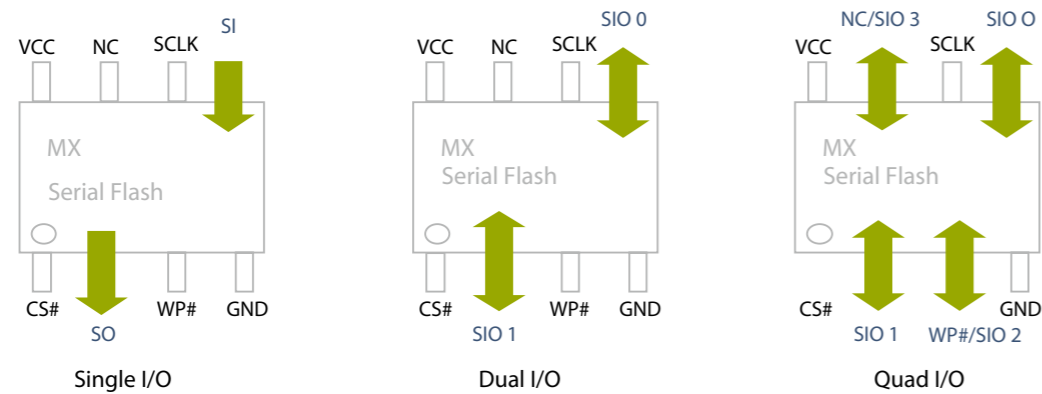 SI
VCC NC SCLK
MX
Serial Flash
CS# WP# GND
SO
Single I/O
SIO 0
VCC NC SCLK
MX
Serial Flash
CS# WP# GND
SIO 1
Dual I/O
NC/SIO 3 SIO O
VCC SCLK
MX
Serial Flash
CS# GND
SIO 1 WP#/SIO 2
Quad I/O